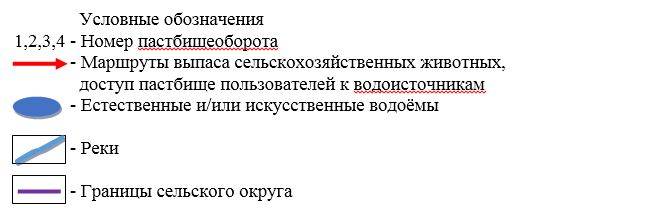 Условные обозначения
1,2,3,4 - Номер пастбищеоборота
- Маршруты выпаса сельскохозяйственных животных,
доступ пастбище пользователей к водоисточникам
- Естественные и/или искусственные водоёмы
- Реки
- Границы сельского округа